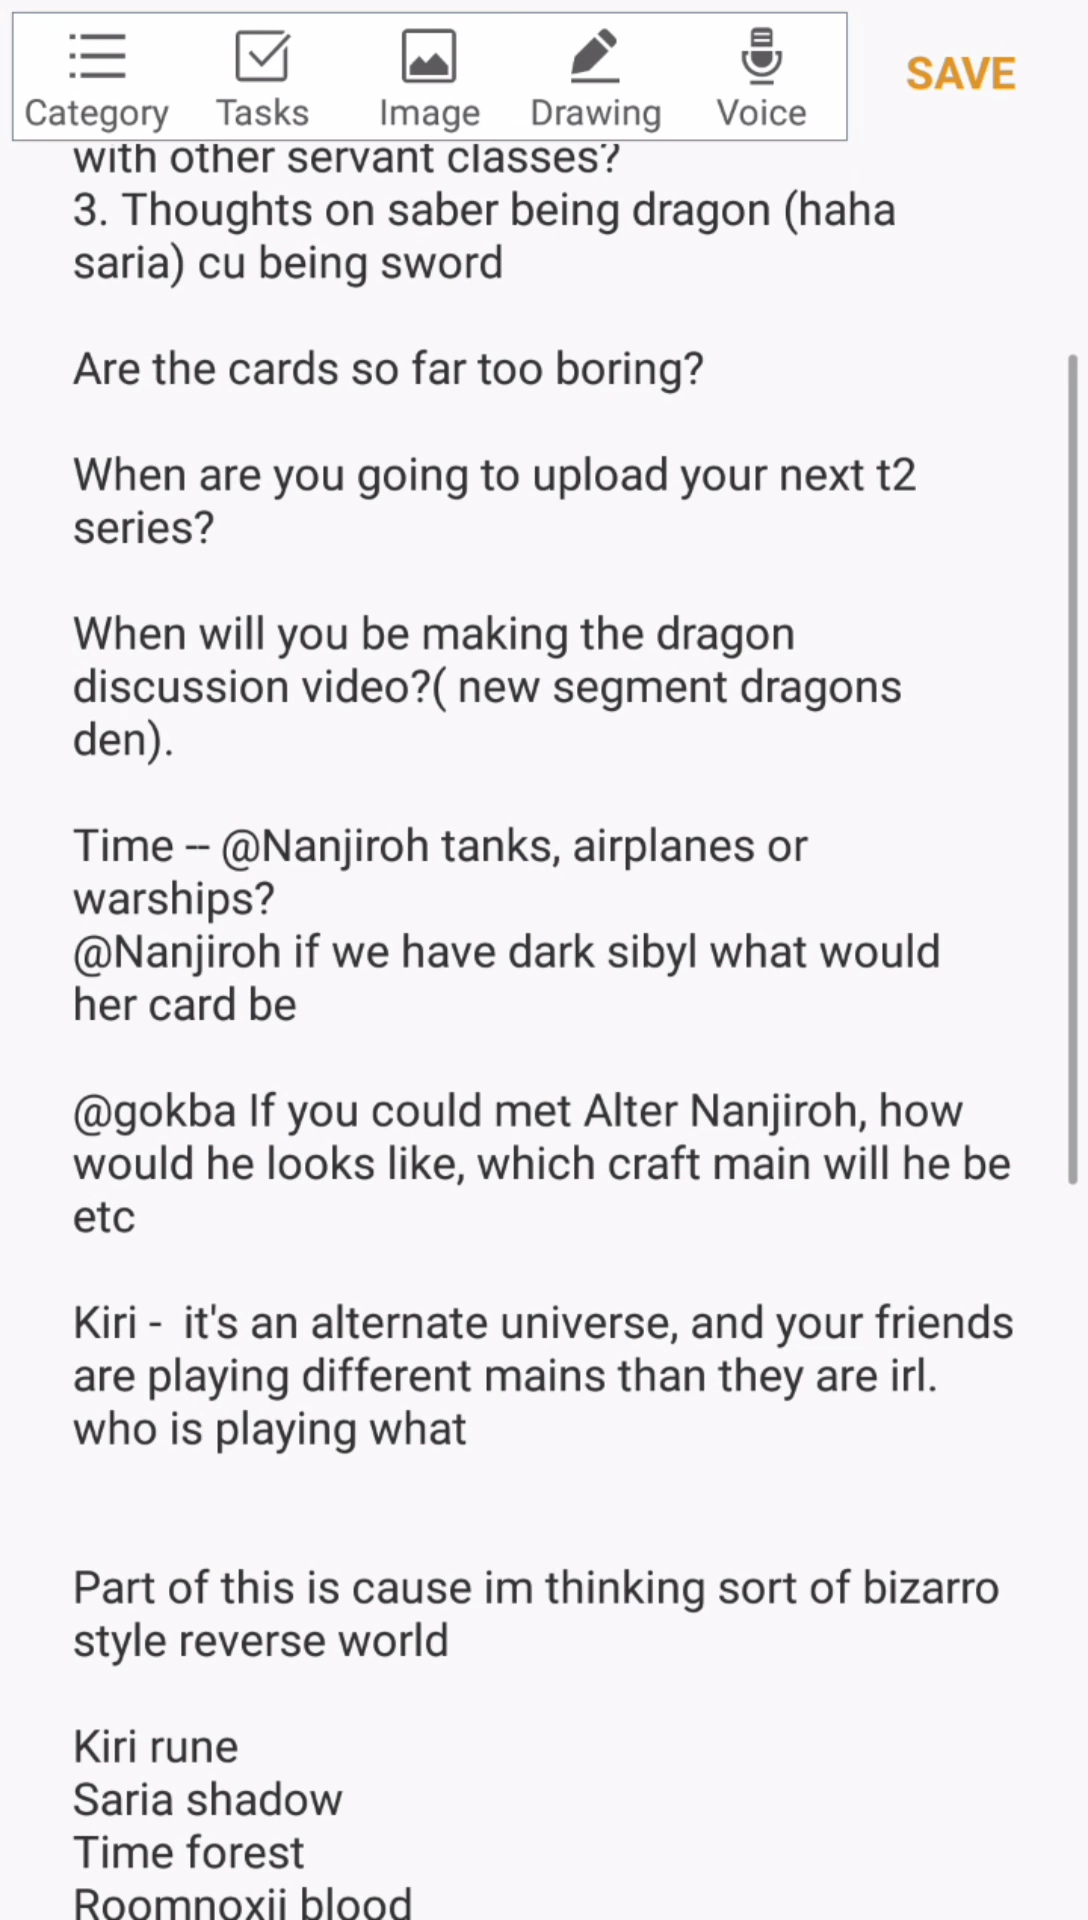 Category Tasks Image Drawing Voice SAVE
with other servant classes?
3. Thoughts on saber being dragon (haha
saria) cu being sword
Are the cards so far too boring?
When are you going to upload your next t2
series?
When will you be making the dragon
discussion video?( new segment dragons
den).
Time -- @Nanjiroh tanks, airplanes or
warships?
@Nanjiroh if we have dark sibyl what would
her card be
@gokba If you could met Alter Nanjiroh, how
would he looks like, which craft main will he be
etc
Kiri -  it's an alternate universe, and your friends
are playing different mains than they are irl.
who is playing what
Part of this is cause im thinking sort of bizarro
style reverse world
Kiri rune
Saria shadow
Time forest
Roomnoxii blood